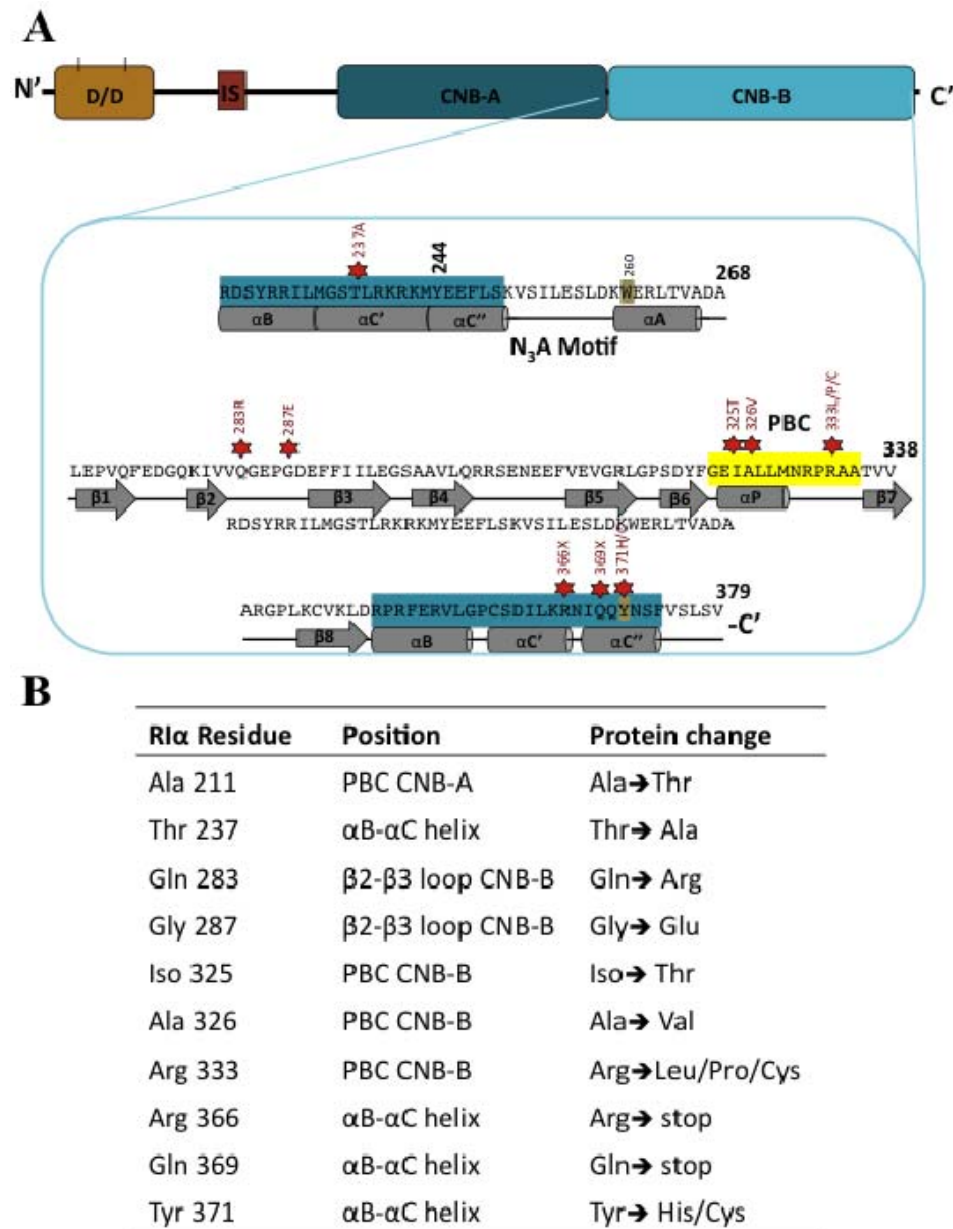 A
N' D/D IS CNB-A CNB-B C'
237A 244 260 268
RDSYRRILMGSTLRKRKMYEEFLSKVSILESLDKWERLTVADA
αB αC' αC'' αA
N3A Motif
283R 287E 325T 326V PBC 333L/P/C 338
LEPVQFEDGQKIVVQGEPGDEFFIILEGSAAVLQRRSENEEFVEVGRLGPSDYFGEIALLMNRPRAATVV
β1 β2 β3 β4 β5 β6 αP β7
RDSYRRILMGSTLRKRKMYEEFLSKVSILESLDKWERLTVADA
366X 369X 371H/C 379
ARGPLKCVKLDRPRFERVLGPCSDILKRNIQQYNSFVSLSV
-C'
β8 αB αC' αC''
B
RIα Residue Position Protein change
Ala 211 PBC CNB-A Ala➔Thr
Thr 237 αB-αC helix Thr➔ Ala
Gln 283 β2-β3 loop CNB-B Gln➔ Arg
Gly 287 β2-β3 loop CNB-B Gly➔ Glu
Iso 325 PBC CNB-B Iso➔ Thr
Ala 326 PBC CNB-B Ala➔ Val
Arg 333 PBC CNB-B Arg➔Leu/Pro/Cys
Arg 366 αB-αC helix Arg➔ stop
Gln 369 αB-αC helix Gln➔ stop
Tyr 371 αB-αC helix Tyr➔ His/Cys